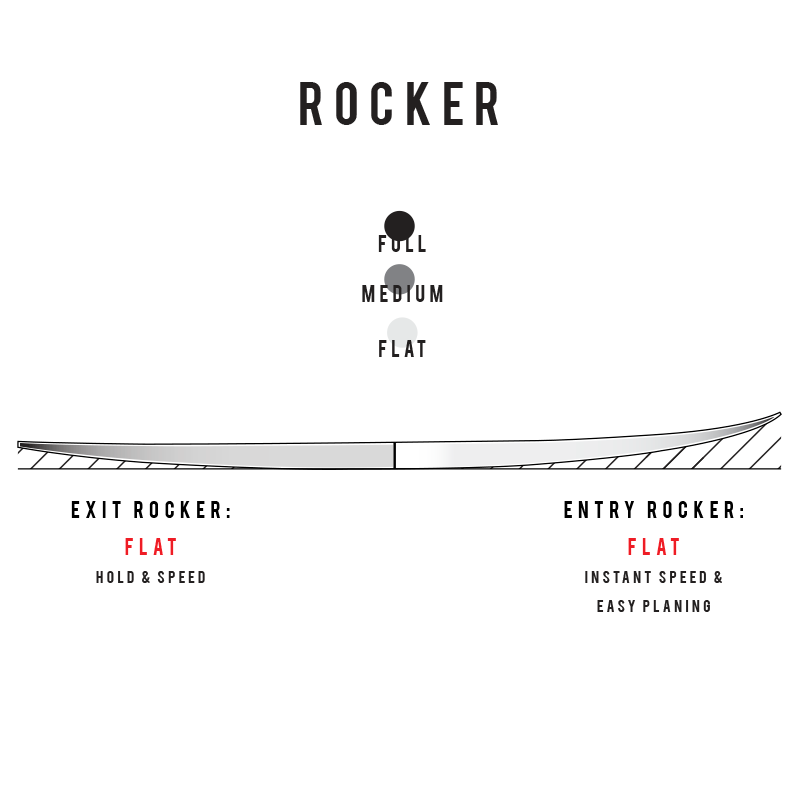 ROCKER
FULL
MEDIUM
FLAT
EXIT ROCKER:
FLAT
HOLD & SPEED
ENTRY ROCKER:
FLAT
INSTANT SPEED &
EASY PLANING